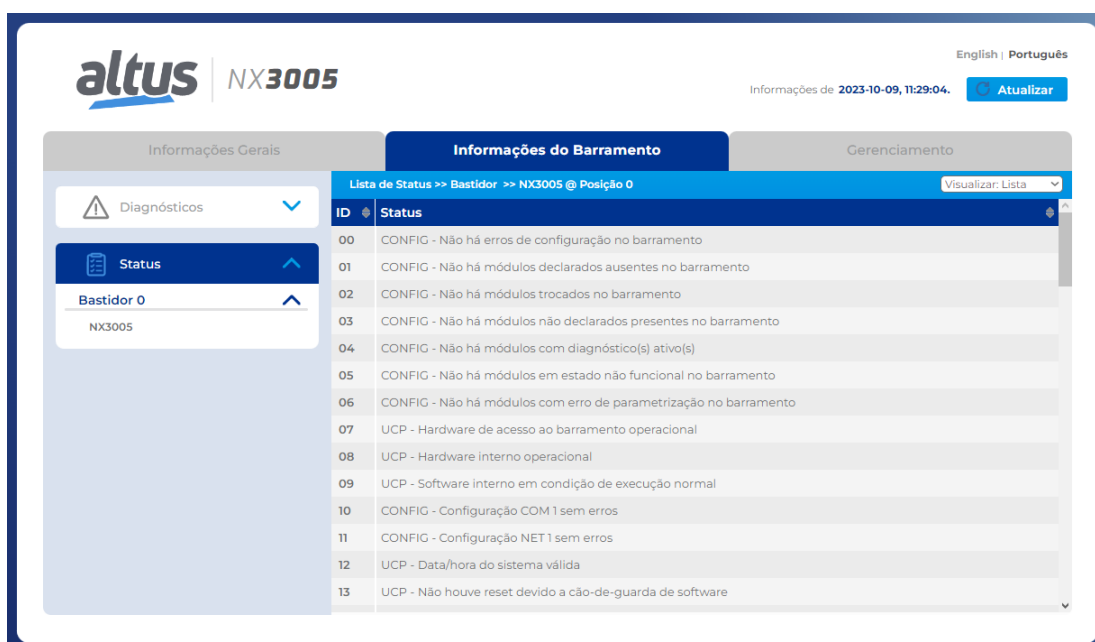 English | Português
altus NX3005
Informações de 2023-10-09, 11:29:04. Atualizar
Informações Gerais Informações do Barramento Gerenciamento
Lista de Status >> Bastidor >> NX3005 @ Posição 0 Visualizar: Lista
Diagnósticos
Status
Bastidor 0
NX3005
ID Status
00 CONFIG - Não há erros de configuração no barramento
01 CONFIG - Não há módulos declarados ausentes no barramento
02 CONFIG - Não há módulos trocados no barramento
03 CONFIG - Não há módulos não declarados presentes no barramento
04 CONFIG - Não há módulos com diagnóstico(s) ativo(s)
05 CONFIG - Não há módulos em estado não funcional no barramento
06 CONFIG - Não há módulos com erro de parametrização no barramento
07 UCP - Hardware de acesso ao barramento operacional
08 UCP - Hardware interno operacional
09 UCP - Software interno em condição de execução normal
10 CONFIG - Configuração COM 1 sem erros
11 CONFIG - Configuração NET 1 sem erros
12 UCP - Data/hora do sistema válida
13 UCP - Não houve reset devido a cão-de-guarda de software